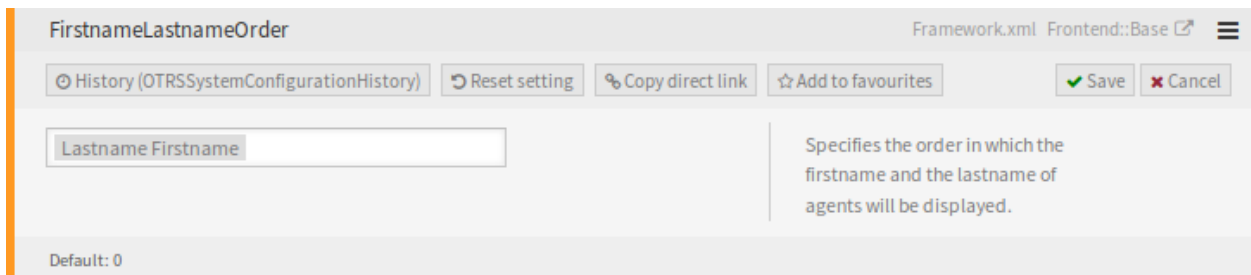 FirstnameLastnameOrder Framework.xml Frontend::Base
History (OTRSSystemConfigurationHistory) Reset setting Copy direct link Add to favourites Save Cancel
Lastname Firstname
Specifies the order in which the
firstname and the lastname of
agents will be displayed.
Default: 0